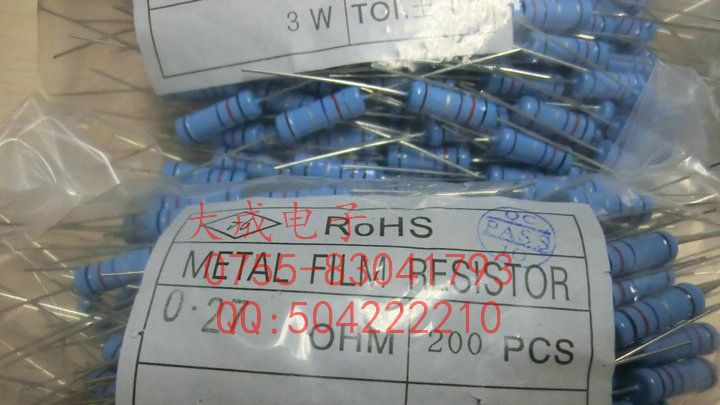 3 W TOL.±
大成电子
RoHS
QC
PASS
METAL FILM RESISTOR
0755-83041793
0.27 OHM 200 PCS
QQ:504222210